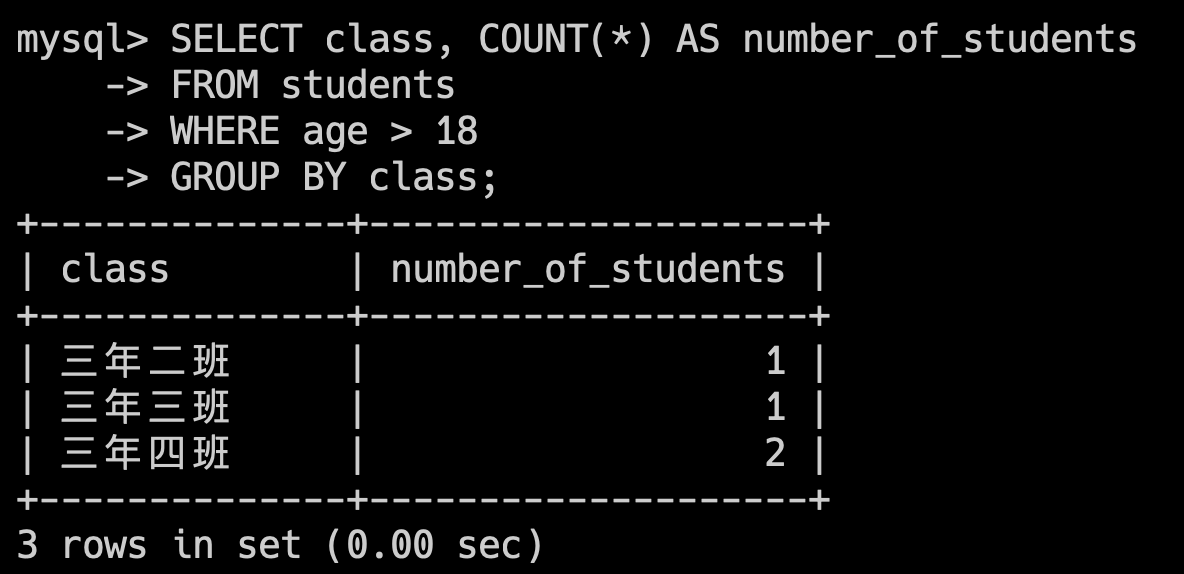 mysql> SELECT class, COUNT(*) AS number_of_students
    -> FROM students
    -> WHERE age > 18
    -> GROUP BY class;
+--------------+--------------------+
| class        | number_of_students |
+--------------+--------------------+
| 三年二班     |                  1 |
| 三年三班     |                  1 |
| 三年四班     |                  2 |
+--------------+--------------------+
3 rows in set (0.00 sec)